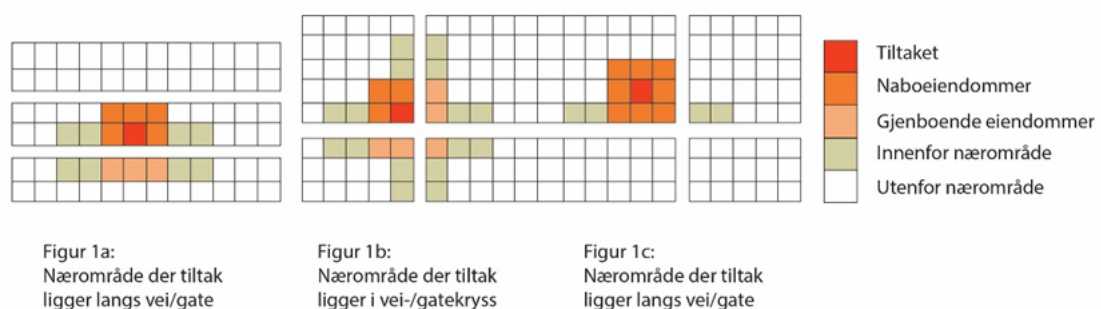 Tiltaket
Naboeiendommer
Gjenboende eiendommer
Innenfor nærområde
Utenfor nærområde
Figur 1a:
Nærområde der tiltak
ligger langs vei/gate
Figur 1b:
Nærområde der tiltak
ligger i vei-/gatekryss
Figur 1c:
Nærområde der tiltak
ligger langs vei/gate